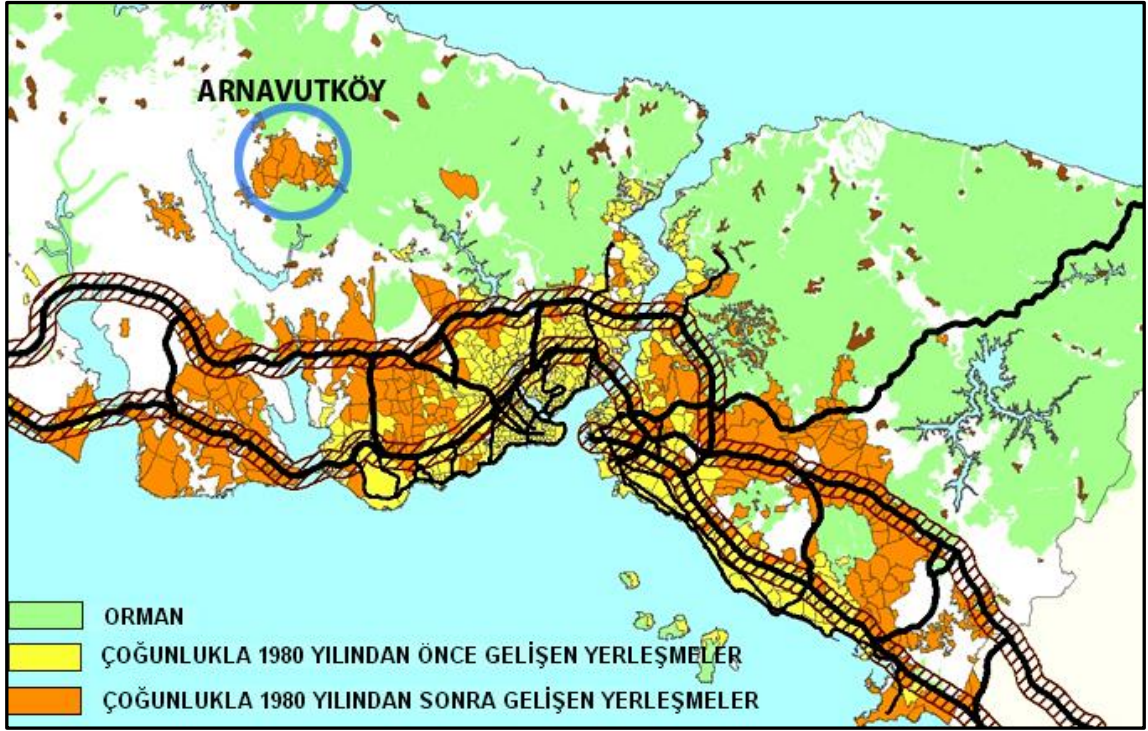 ARNAVUTKÖY
ORMAN
ÇOĞUNLUKLA 1980 YILINDAN ÖNCE GELİŞEN YERLEŞMELER
ÇOĞUNLUKLA 1980 YILINDAN SONRA GELİŞEN YERLEŞMELER